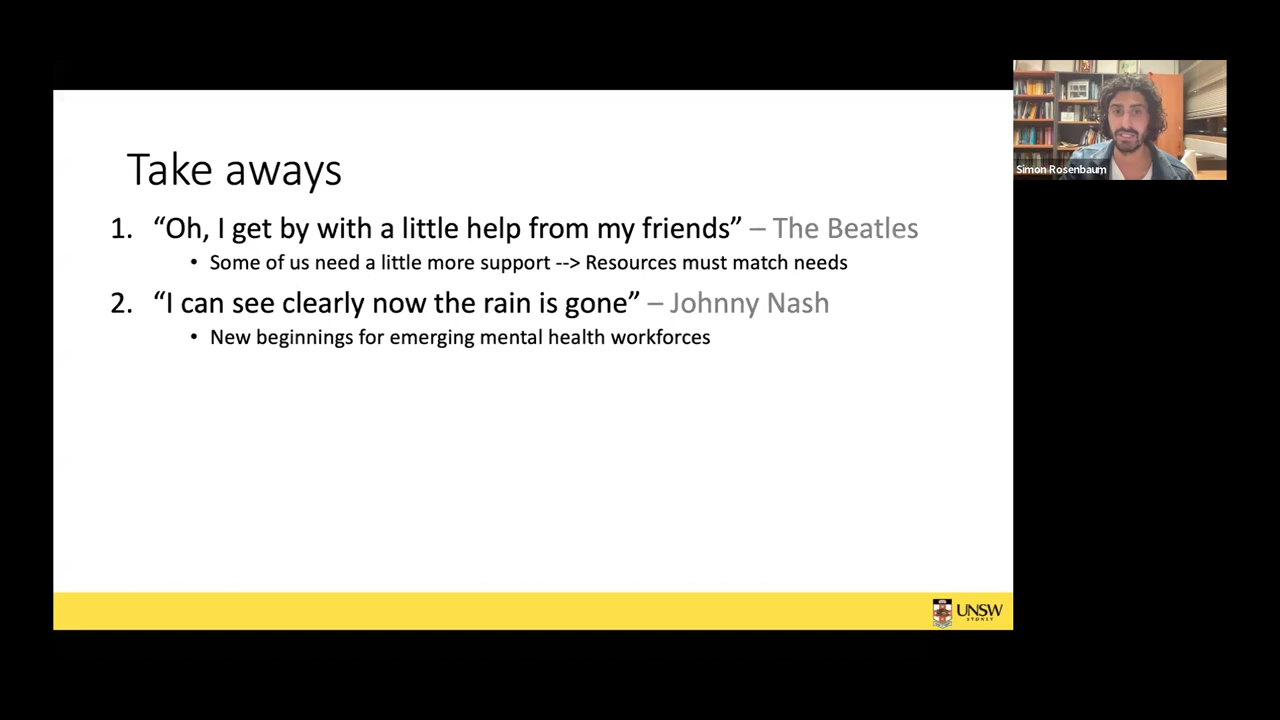 Take aways
1. “Oh, I get by with a little help from my friends” – The Beatles
• Some of us need a little more support --> Resources must match needs
2. “I can see clearly now the rain is gone” – Johnny Nash
• New beginnings for emerging mental health workforces
Simon Rosenbaum
UNSW
SYDNEY